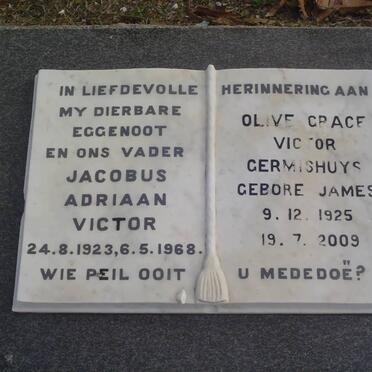 IN LIEFDEVOLLE HERINNERING AAN
MY DIERBARE
EGGENOOT
EN ONS VADER
JACOBUS
ADRIAAN
VICTOR
24.8.1923, 6.5.1968.
OLIVE GRACE
VICTOR
GERMISHUYS
GEBORE JAMES
9.12.1925
19.7.2009
WIE PEIL OOIT U MEDEDOË?